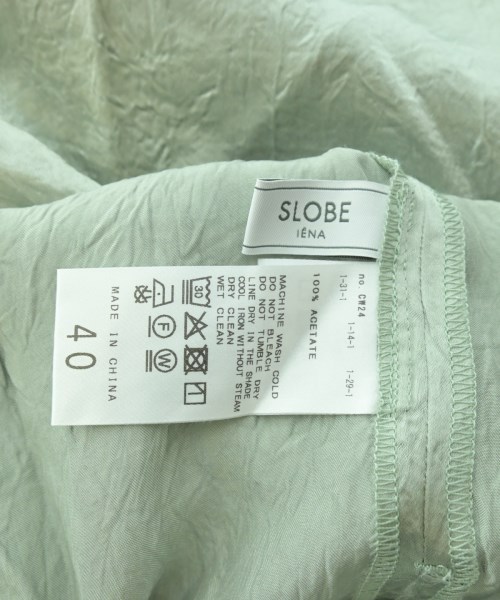 SLOBE
IÉNA
no. CW24
1-31-1 1-14-1 1-29-1
100% ACETATE
MACHINE WASH COLD
DO NOT BLEACH
DO NOT TUMBLE DRY
LINE DRY IN THE SHADE
COOL IRON WITHOUT STEAM
DRY CLEAN
WET CLEAN
30
F
W
MADE IN CHINA
40